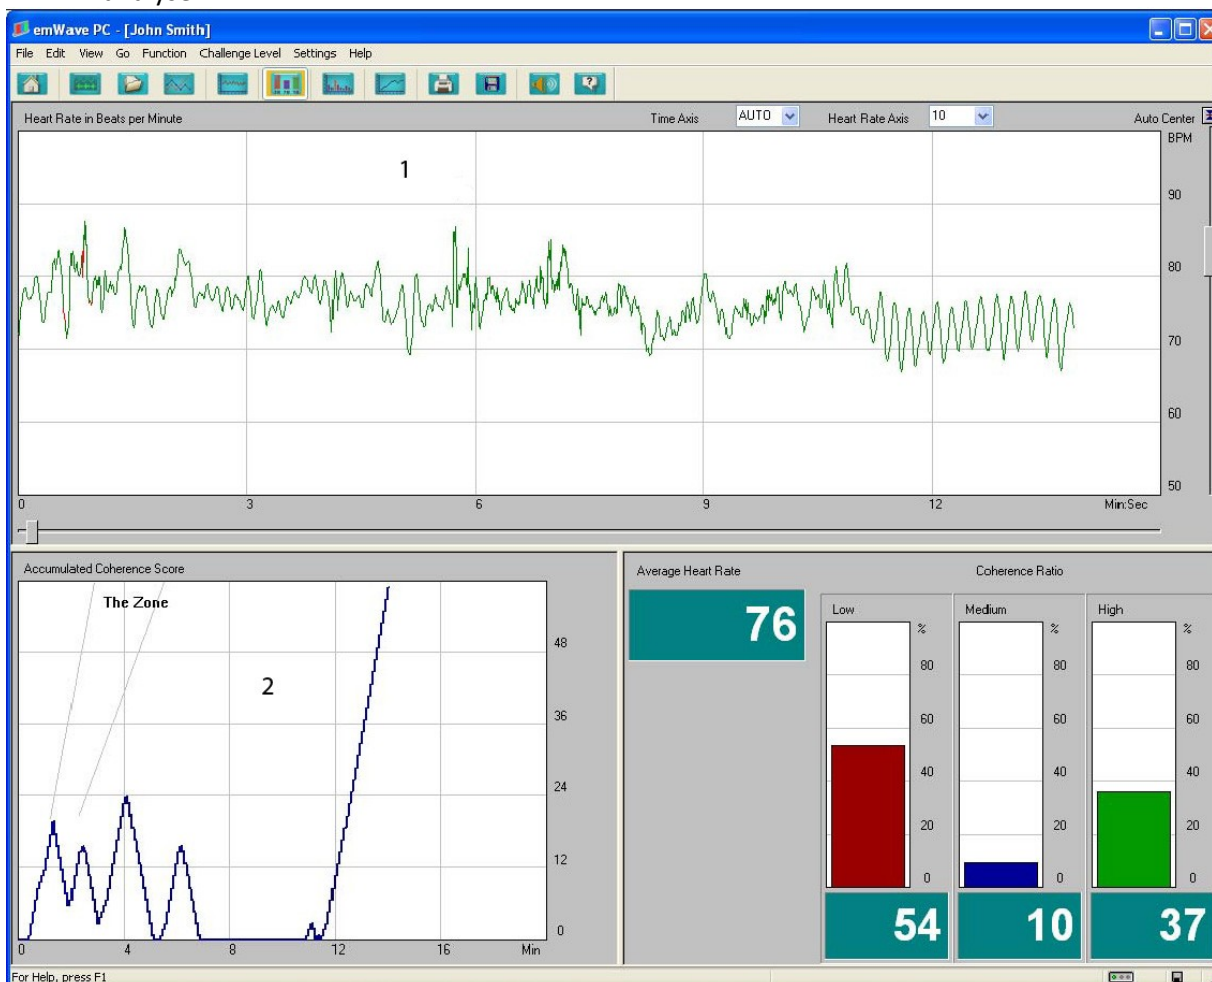 emWave PC - [John Smith]
File Edit View Go Function Challenge Level Settings Help
Heart Rate in Beats per Minute
Time Axis AUTO Heart Rate Axis 10 Auto Center
BPM
1
90
80
70
60
50
0 3 6 9 12 Min:Sec
Accumulated Coherence Score
The Zone
2
48
36
24
12
0
0 4 8 12 16 Min
Average Heart Rate
76
Coherence Ratio
Low Medium High
% % %
80 80 80
60 60 60
40 40 40
20 20 20
0 0 0
54 10 37
For Help, press F1